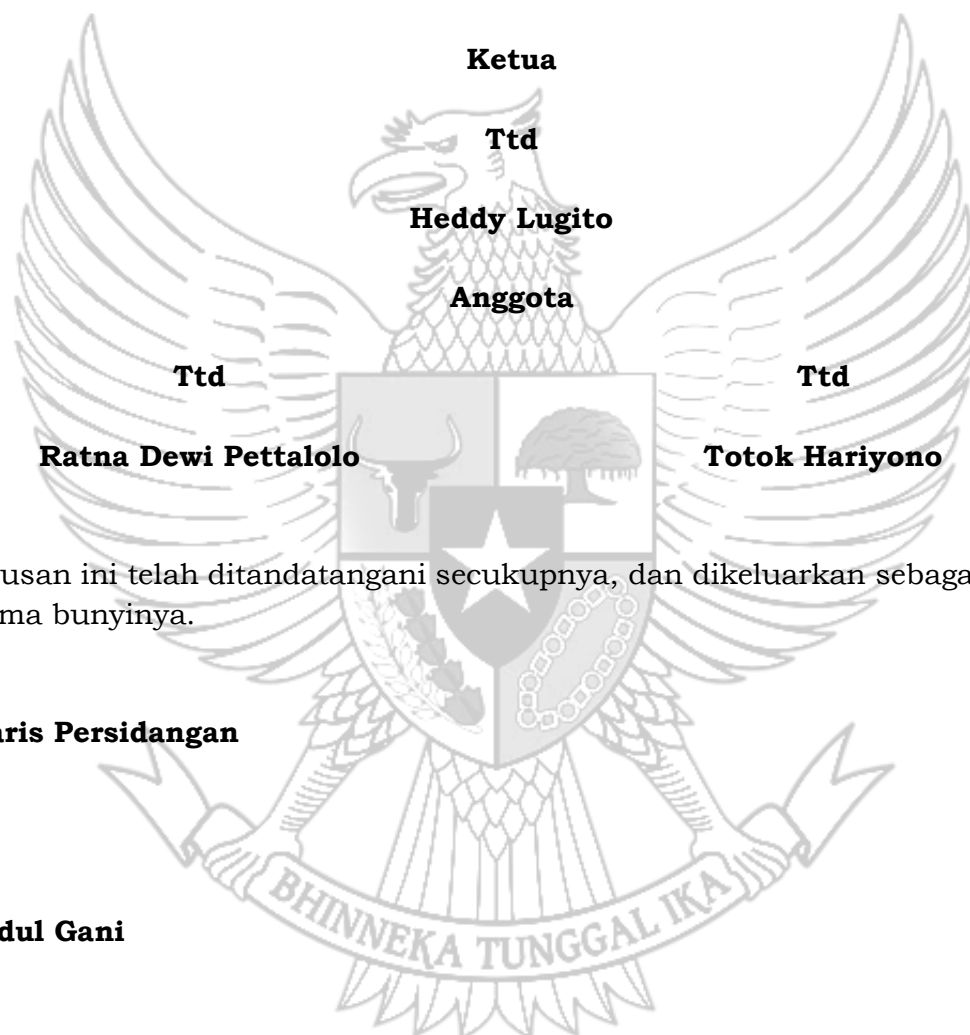 Ketua
Ttd
Heddy Lugito
Anggota
Ttd Ttd
Ratna Dewi Pettalolo Totok Hariyono
usan ini telah ditandatangani secukupnya, dan dikeluarkan sebaga
ma bunyinya.
aris Persidangan
dul Gani
BHINNEKA TUNGGAL IKA